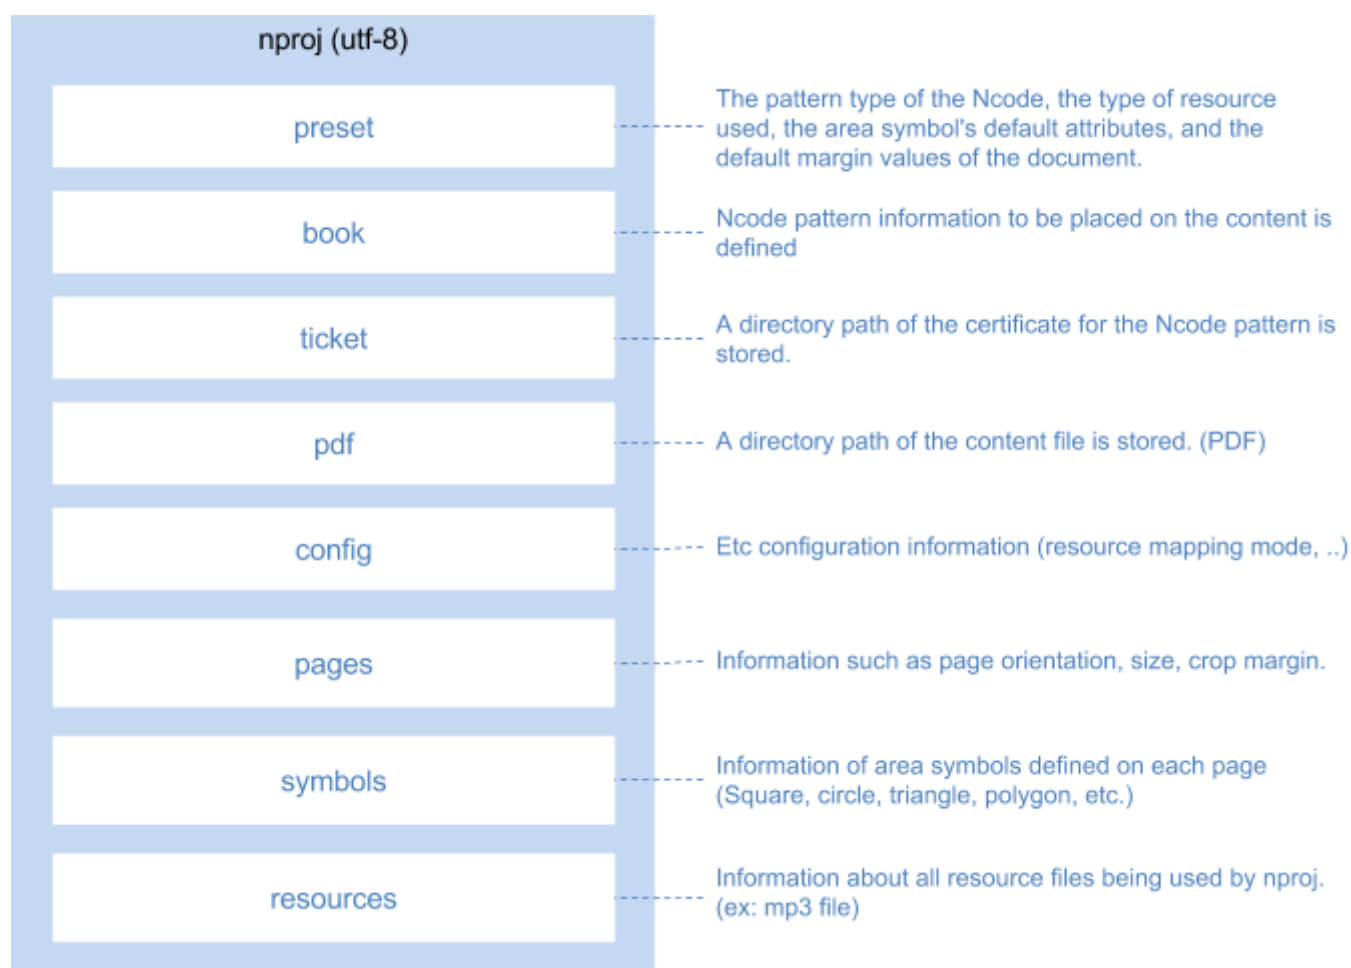 nproj (utf-8)
preset
The pattern type of the Ncode, the type of resource
used, the area symbol's default attributes, and the
default margin values of the document.
book
Ncode pattern information to be placed on the content is
defined
ticket
A directory path of the certificate for the Ncode pattern is
stored.
pdf
A directory path of the content file is stored. (PDF)
config
Etc configuration information (resource mapping mode, ..)
pages
Information such as page orientation, size, crop margin.
symbols
Information of area symbols defined on each page
(Square, circle, triangle, polygon, etc.)
resources
Information about all resource files being used by nproj.
(ex: mp3 file)